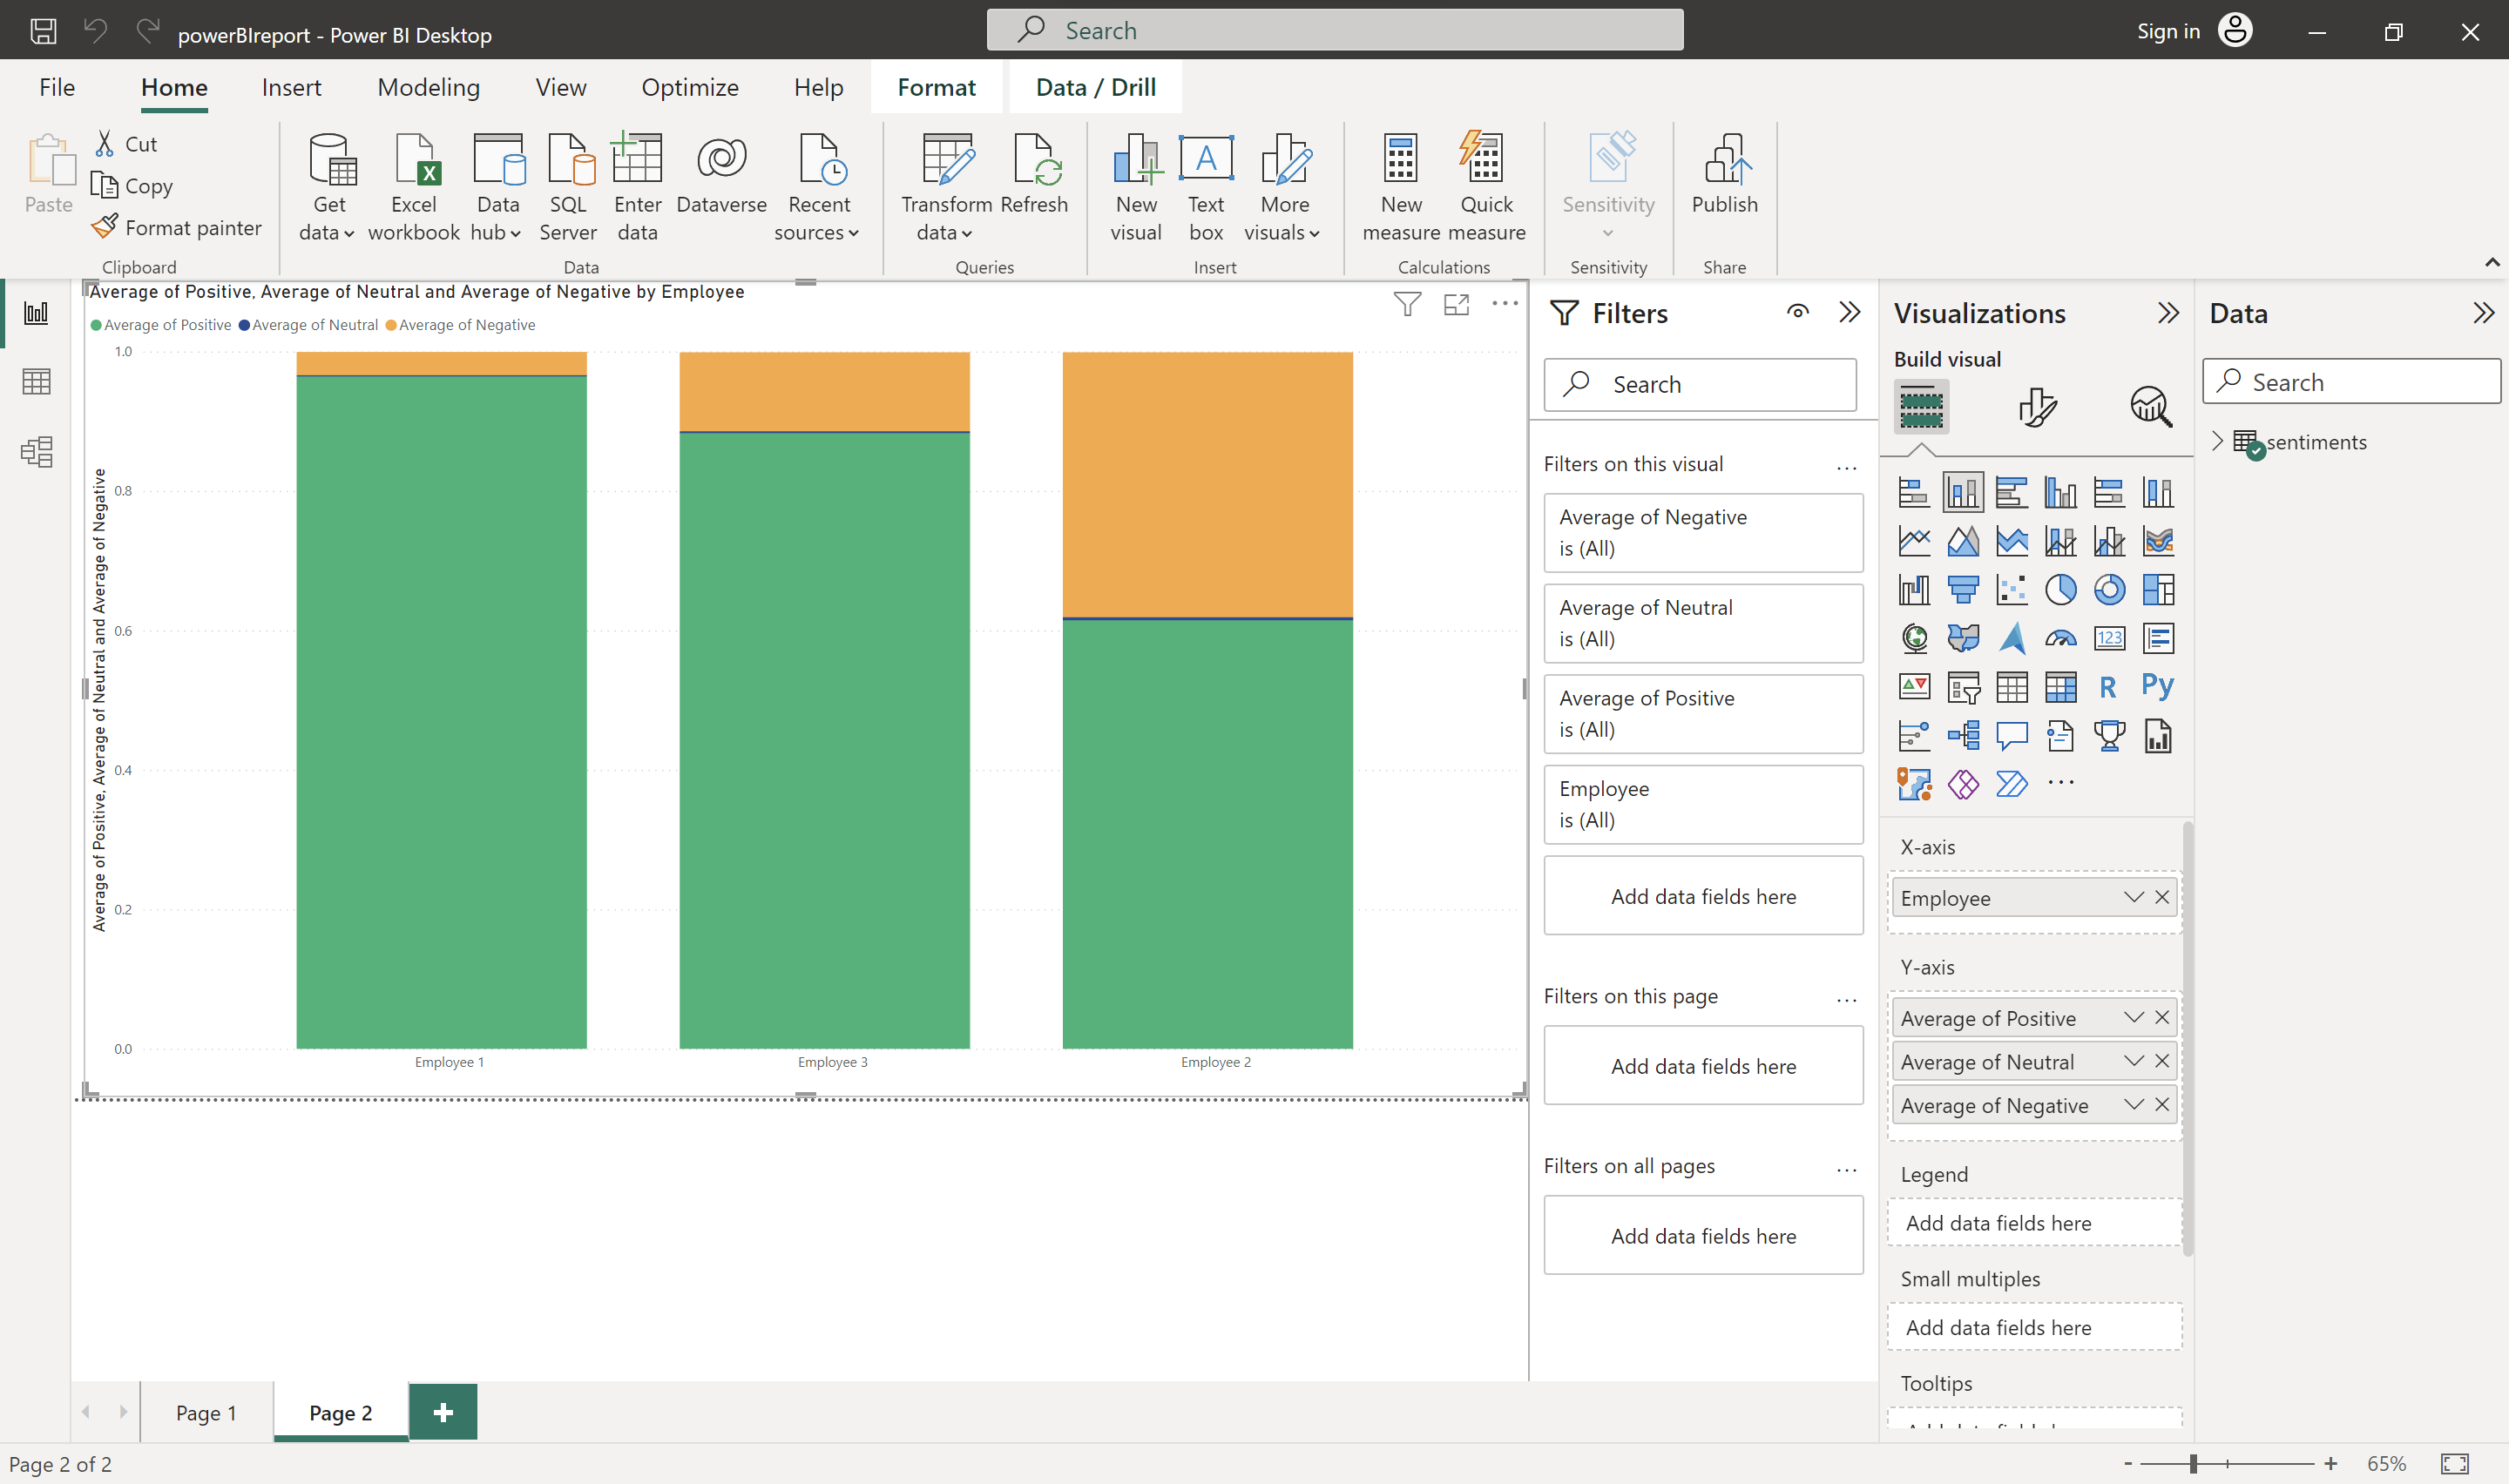 powerBIreport - Power BI Desktop
Search
Sign in
File
Home
Insert
Modeling
View
Optimize
Help
Format
Data / Drill
Paste
Cut
Copy
Format painter
Clipboard
Get
data
Excel
workbook
Data
hub
SQL
Server
Enter
data
Dataverse
Recent
sources
Data
Transform
data
Refresh
Queries
New
visual
Text
box
More
visuals
Insert
New
measure
Quick
measure
Calculations
Sensitivity
Sensitivity
Publish
Share
Average of Positive, Average of Neutral and Average of Negative by Employee
Average of Positive Average of Neutral Average of Negative
Average of Positive, Average of Neutral and Average of Negative
1.0
0.8
0.6
0.4
0.2
0.0
Employee 1
Employee 3
Employee 2
Filters
Search
Filters on this visual
Average of Negative
is (All)
Average of Neutral
is (All)
Average of Positive
is (All)
Employee
is (All)
Add data fields here
Filters on this page
Add data fields here
Filters on all pages
Add data fields here
Visualizations
Build visual
123
R
Py
X-axis
Employee
Y-axis
Average of Positive
Average of Neutral
Average of Negative
Legend
Add data fields here
Small multiples
Add data fields here
Tooltips
Data
Search
sentiments
Page 1
Page 2
Page 2 of 2
65%